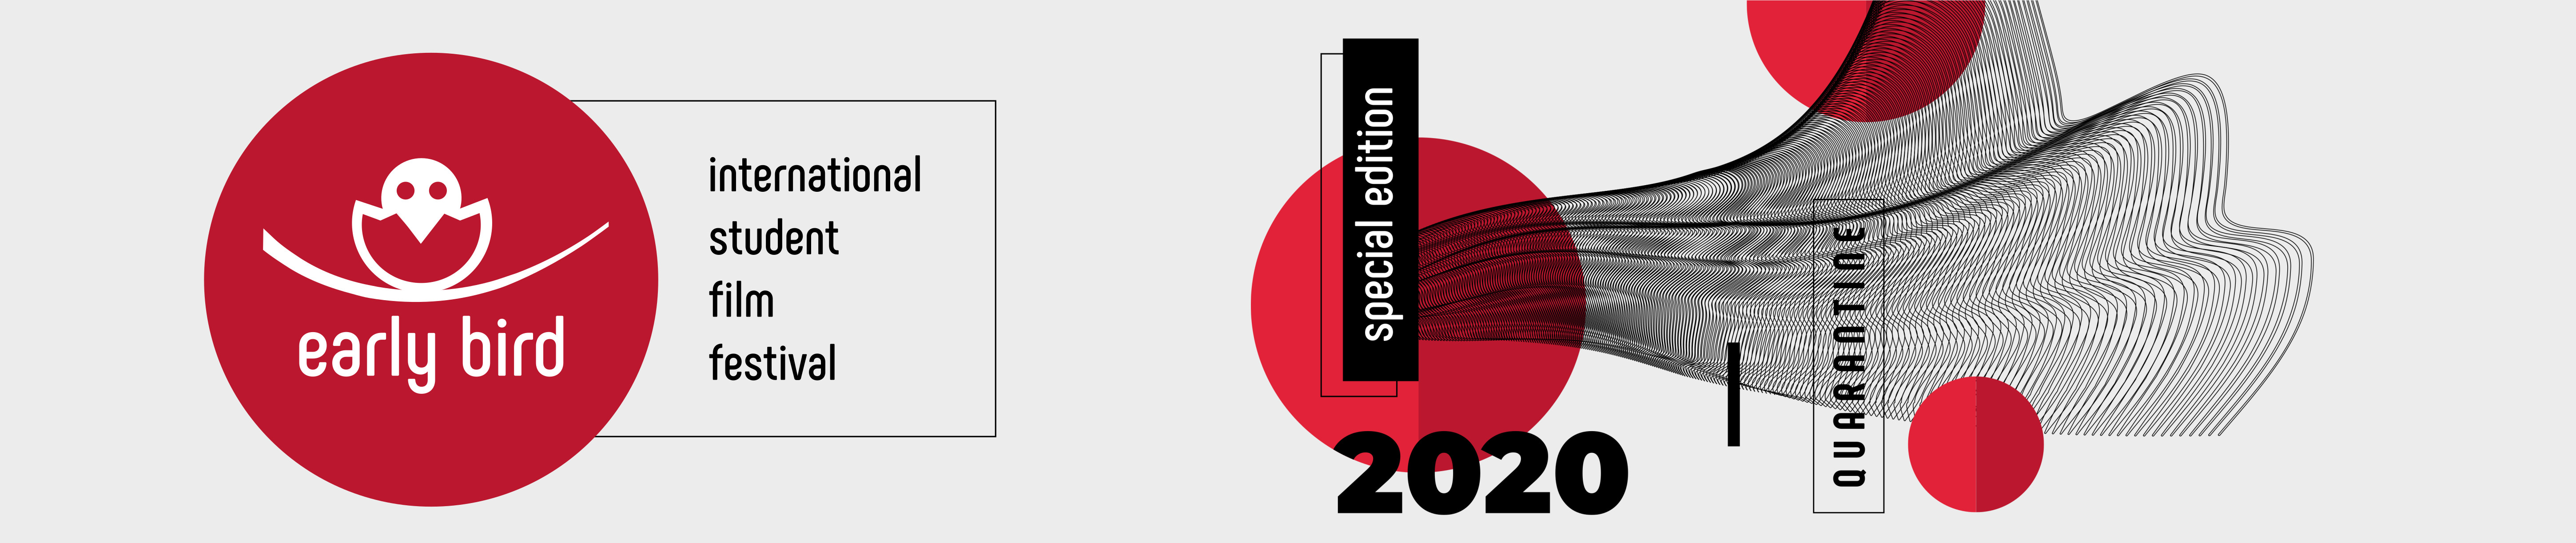 early bird
international
student
film
festival
special edition
2020
QUARANTINE